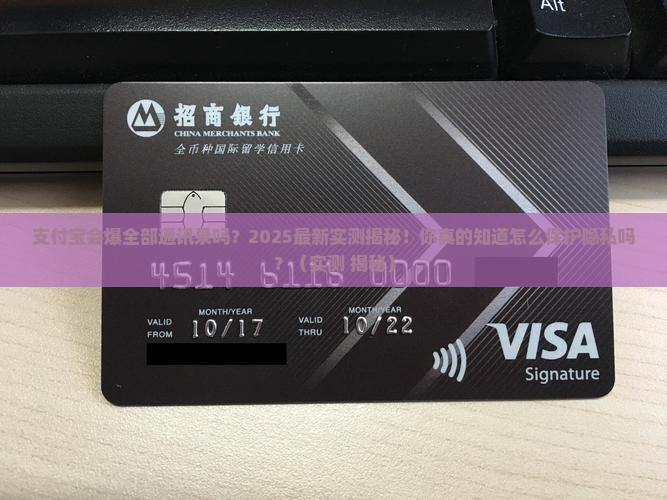 Alt
招商银行
CHINA MERCHANTS BANK
全币种国际留学信用卡
支付宝会爆全部通讯录吗？2025最新实测揭秘！你真的知道怎么保护隐私吗
？（实测 揭秘）
4514 6118 0000
MONTH/YEAR MONTH/YEAR
VALID FROM 10/17 VALID THRU 10/22
VISA
Signature